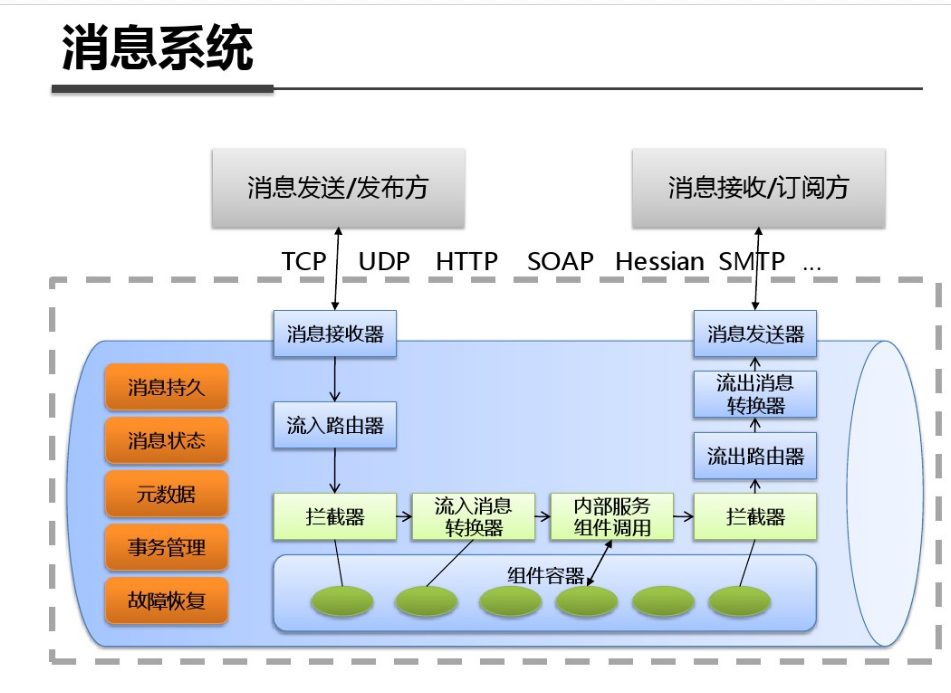 消息系统
消息发送/发布方
消息接收/订阅方
TCP UDP HTTP SOAP Hessian SMTP ...
消息接收器
消息发送器
消息持久
流出消息
转换器
流入路由器
消息状态
流出路由器
元数据
拦截器
流入消息
转换器
内部服务
组件调用
拦截器
事务管理
组件容器
故障恢复